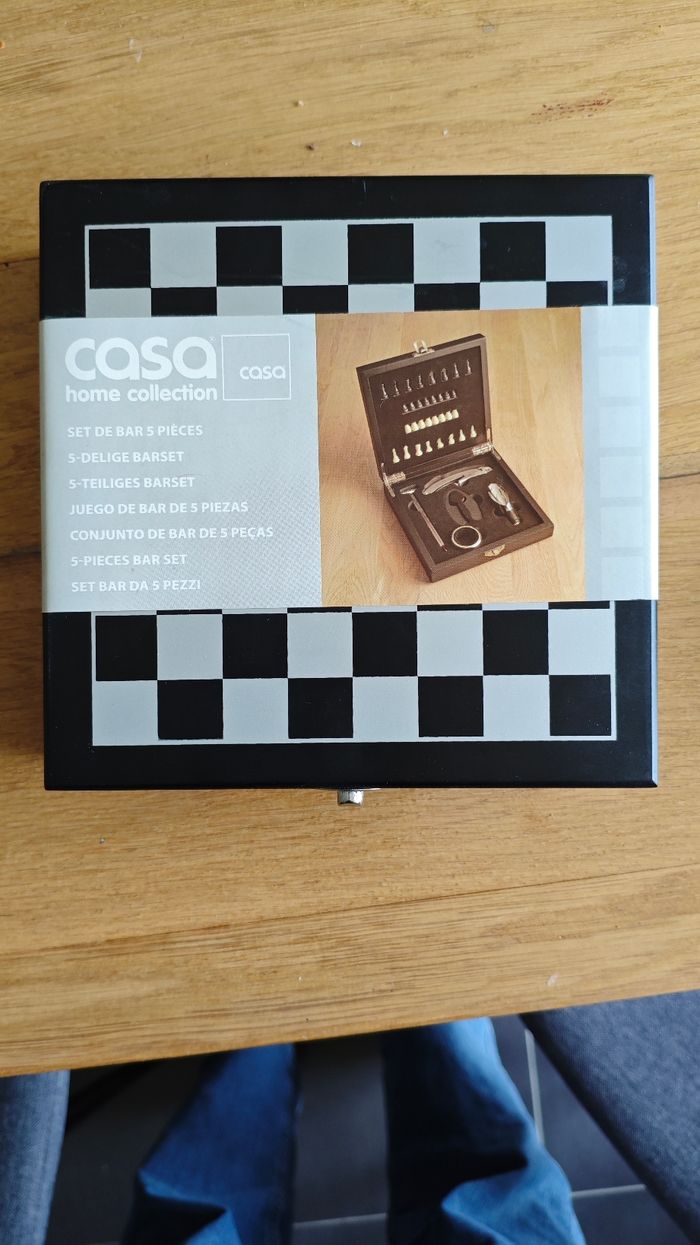 casa®
casa
home collection
SET DE BAR 5 PIÈCES
5-DELIGE BARSET
5-TEILIGES BARSET
JUEGO DE BAR DE 5 PIEZAS
CONJUNTO DE BAR DE 5 PEÇAS
5-PIECES BAR SET
SET BAR DA 5 PEZZI